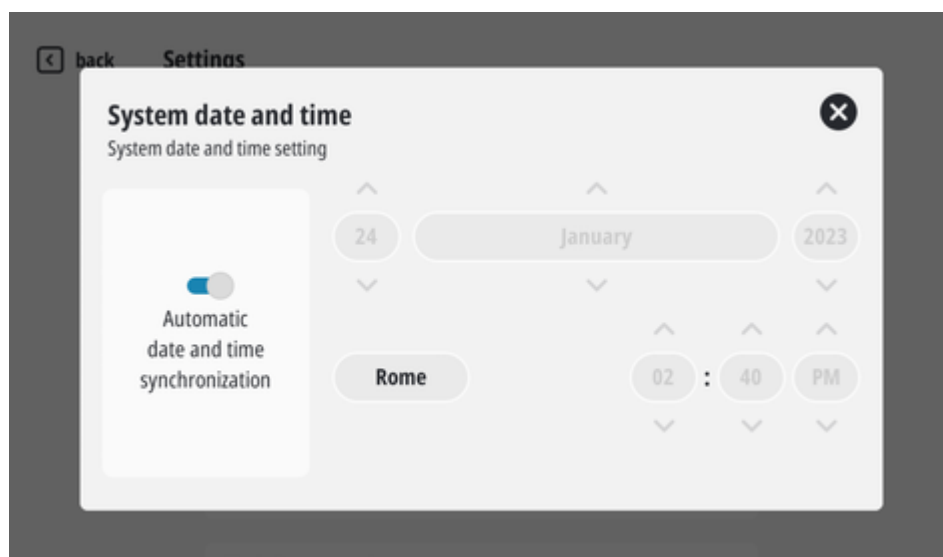 back Settings
System date and time
System date and time setting
24 January 2023
Automatic
date and time
synchronization
Rome 02 : 40 PM